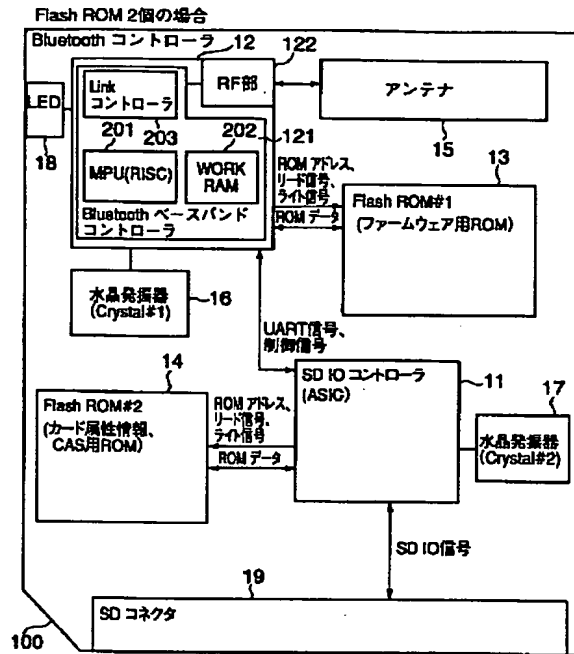 Flash ROM 2個の場合
Bluetooth コントローラ
12
122
LED
18
Link
コントローラ
203
RF部
アンテナ
15
201
202
121
MPU(RISC)
WORK
RAM
Bluetooth ベースバンド
コントローラ
ROM アドレス、
リード信号、
ライト信号
ROM データ
13
Flash ROM#1
(ファームウェア用ROM)
水晶発振器
(Crystal#1)
16
UART信号、
制御信号
14
Flash ROM#2
(カード属性情報、
CAS用ROM)
ROM アドレス、
リード信号、
ライト信号
ROM データ
SD IO コントローラ
(ASIC)
11
17
水晶発振器
(Crystal#2)
SD IO信号
19
SD コネクタ
100